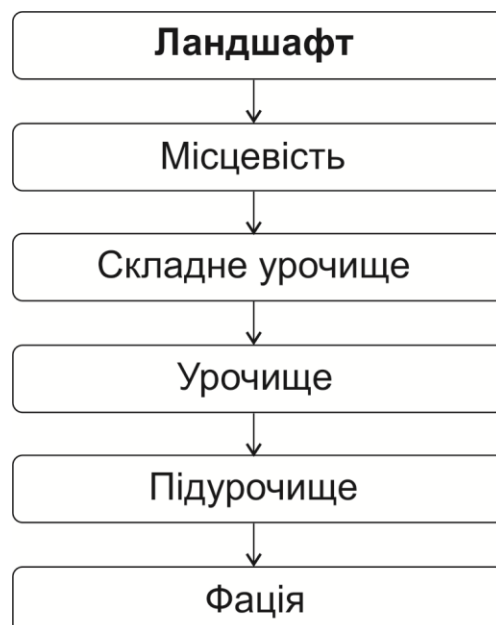 Ландшафт
Місцевість
Складне урочище
Урочище
Підурочище
Фація